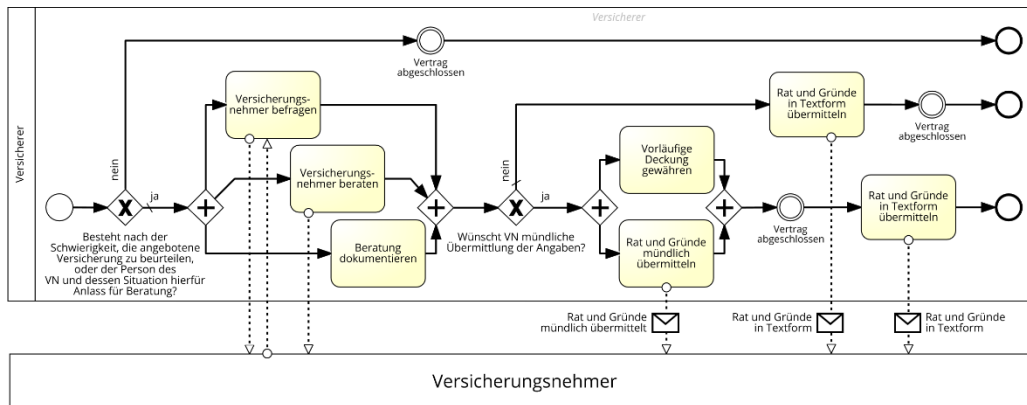 Versicherer
Versicherer
Vertrag
abgeschlossen
nein
ja
Besteht nach der
Schwierigkeit, die angebotene
Versicherung zu beurteilen,
oder der Person des
VN und dessen Situation hierfür
Anlass für Beratung?
Versicherungs-
nehmer befragen
Versicherungs-
nehmer beraten
Beratung
dokumentieren
nein
ja
Wünscht VN mündliche
Übermittlung der Angaben?
Rat und Gründe
in Textform
übermitteln
Vertrag
abgeschlossen
Vorläufige
Deckung
gewähren
Rat und Gründe
mündlich
übermitteln
Vertrag
abgeschlossen
Rat und Gründe
in Textform
übermitteln
Rat und Gründe
mündlich übermittelt
Rat und Gründe
in Textform
Rat und Gründe
in Textform
Versicherungsnehmer